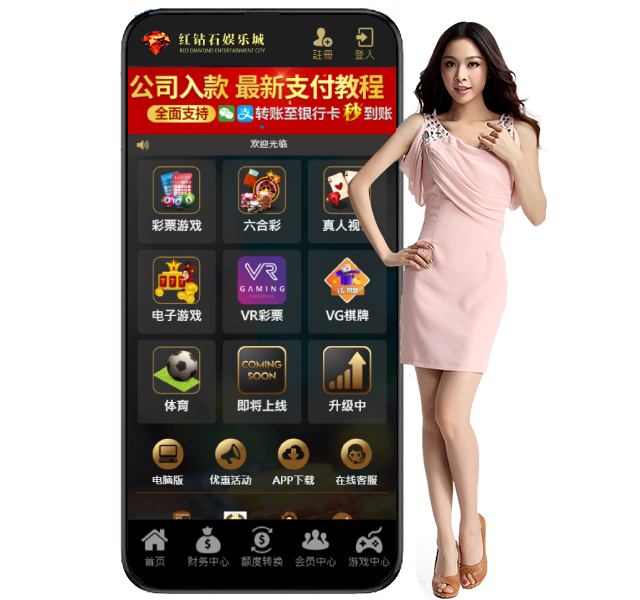 红钻石娱乐城
RED DIAMOND ENTERTAINMENT CITY
註冊 登入
公司入款 最新支付教程
全面支持 支 转账至银行卡 秒到账
欢迎光临
彩票游戏 六合彩 真人视
777 VR GAMING VG 棋牌
电子游戏 VR彩票 VG棋牌
COMING SOON
体育 即将上线 升级中
电脑版 优惠活动 APP下载 在线客服
首页 财务中心 额度转换 会员中心 游戏中心